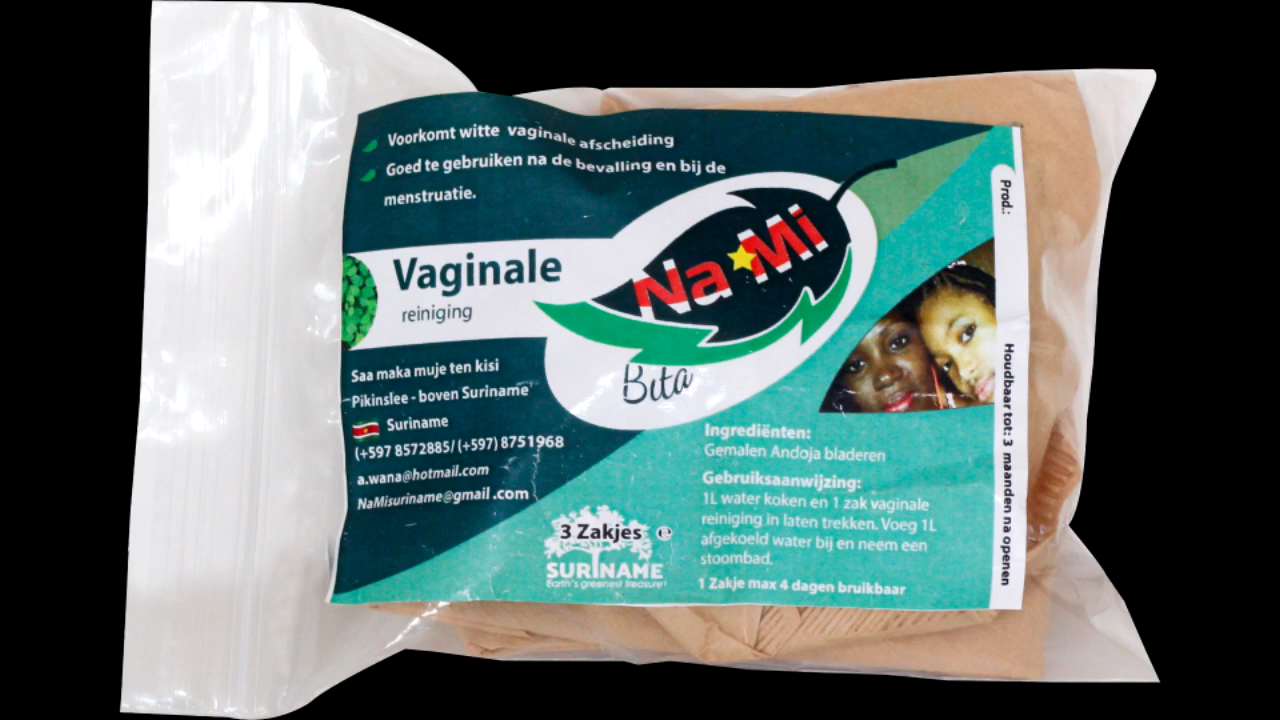 Voorkomt witte vaginale afscheiding
Goed te gebruiken na de bevalling en bij de
menstruatie.
Vaginale
reiniging
Na Mi
Bita
Saa maka muje ten kisi
Pikinslee - boven Suriname
Suriname
(+597 8572885/ (+597) 8751968
a.wana@hotmail.com
NaMisuriname@gmail.com
3 Zakjes e
SURINAME
Earth's greenest treasure
Ingrediënten:
Gemalen Andoja bladeren
Gebruiksaanwijzing:
1L water koken en 1 zak vaginale
reiniging in laten trekken. Voeg 1L
afgekoeld water bij en neem een
stoombad.
1 Zakje max 4 dagen bruikbaar
Prod.:
Houdbaar tot: 3 maanden na openen